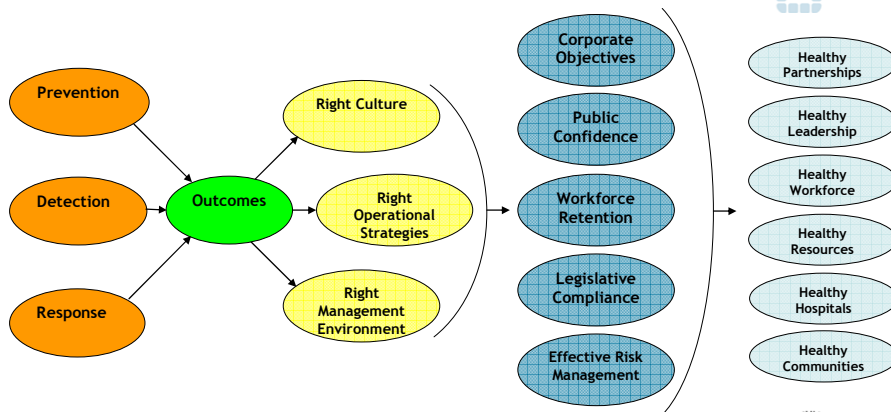 Prevention
Detection
Response
Outcomes
Right Culture
Right
Operational
Strategies
Right
Management
Environment
Corporate
Objectives
Public
Confidence
Workforce
Retention
Legislative
Compliance
Effective Risk
Management
Healthy
Partnerships
Healthy
Leadership
Healthy
Workforce
Healthy
Resources
Healthy
Hospitals
Healthy
Communities